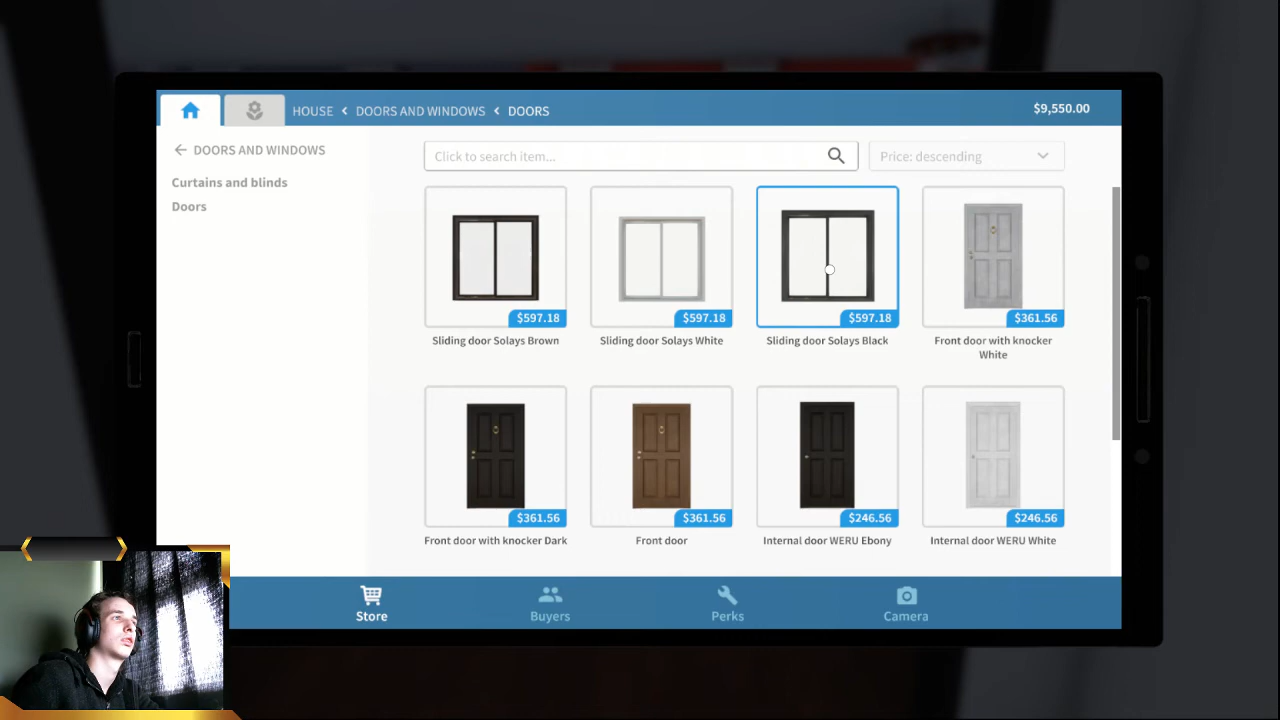 HOUSE < DOORS AND WINDOWS < DOORS
$9,550.00
DOORS AND WINDOWS
Curtains and blinds
Doors
Click to search item...
Price: descending
$597.18
$597.18
$597.18
$361.56
Sliding door Solays Brown
Sliding door Solays White
Sliding door Solays Black
Front door with knocker
White
$361.56
$361.56
$246.56
$246.56
Front door with knocker Dark
Front door
Internal door WERU Ebony
Internal door WERU White
Store
Buyers
Perks
Camera